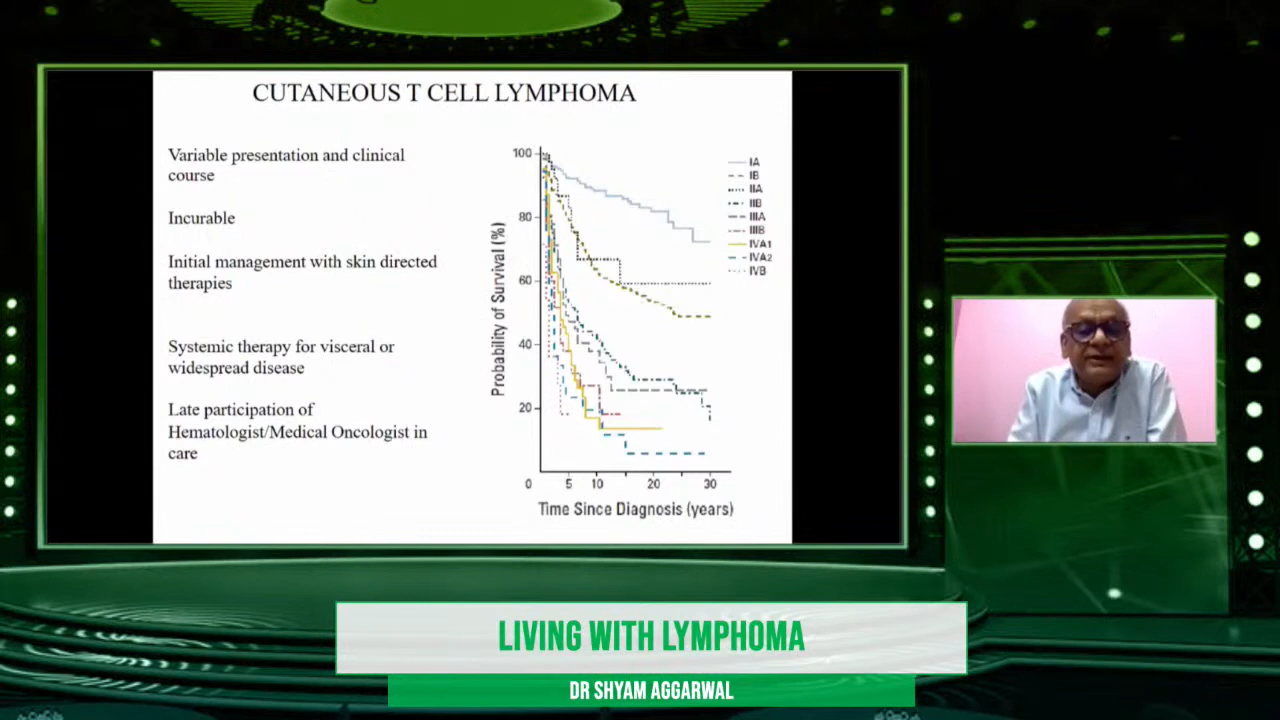 CUTANEOUS T CELL LYMPHOMA
Variable presentation and clinical
course
Incurable
Initial management with skin directed
therapies
Systemic therapy for visceral or
widespread disease
Late participation of
Hematologist/Medical Oncologist in
care
Probability of Survival (%)
100
80
60
40
20
0
5
10
20
30
Time Since Diagnosis (years)
IA
IB
IIA
IIB
IIIA
IIIB
IVA1
IVA2
IVB
LIVING WITH LYMPHOMA
DR SHYAM AGGARWAL